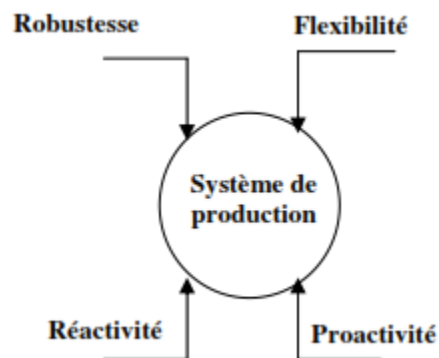 Robustesse
Flexibilité
Système de
production
Réactivité
Proactivité